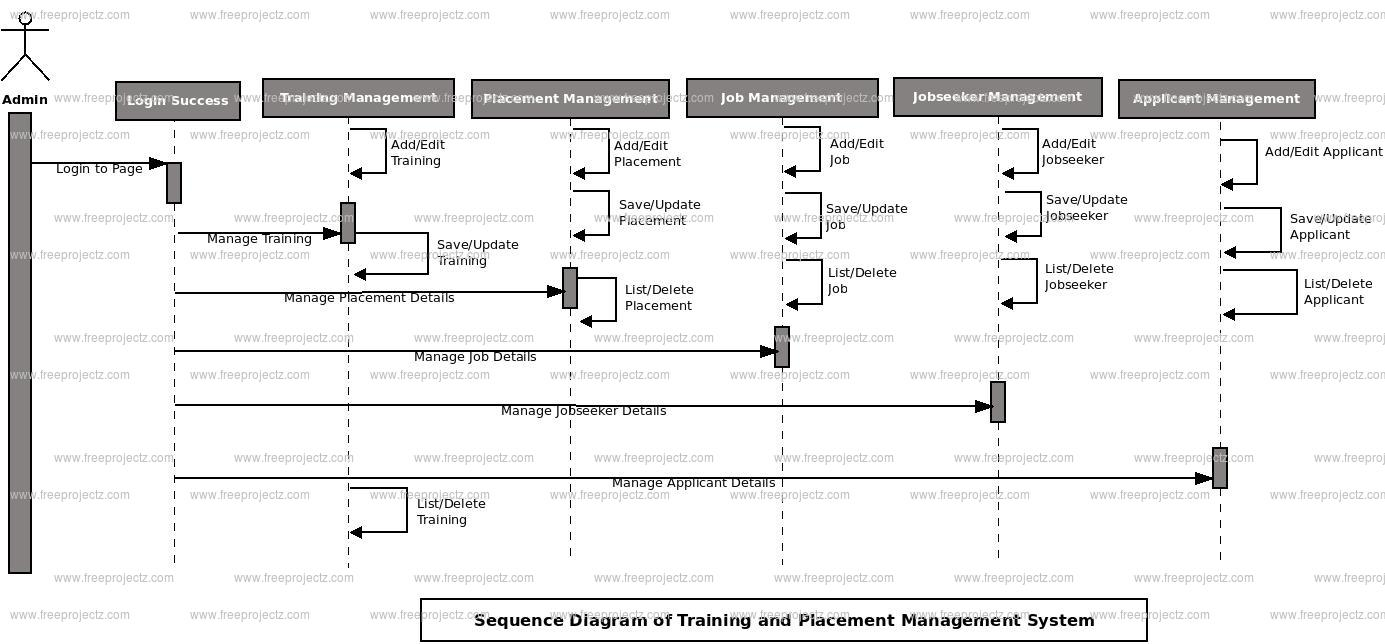 Admin
Login Success
Training Management
Placement Management
Job Management
Jobseeker Management
Applicant Management
Login to Page
Add/Edit
Training
Add/Edit
Placement
Add/Edit
Job
Add/Edit
Jobseeker
Add/Edit Applicant
Manage Training
Save/Update
Training
Save/Update
Placement
Save/Update
Job
Save/Update
Jobseeker
Save/Update
Applicant
Manage Placement Details
List/Delete
Placement
List/Delete
Job
List/Delete
Jobseeker
List/Delete
Applicant
Manage Job Details
Manage Jobseeker Details
Manage Applicant Details
List/Delete
Training
Sequence Diagram of Training and Placement Management System
www.freeprojectz.com